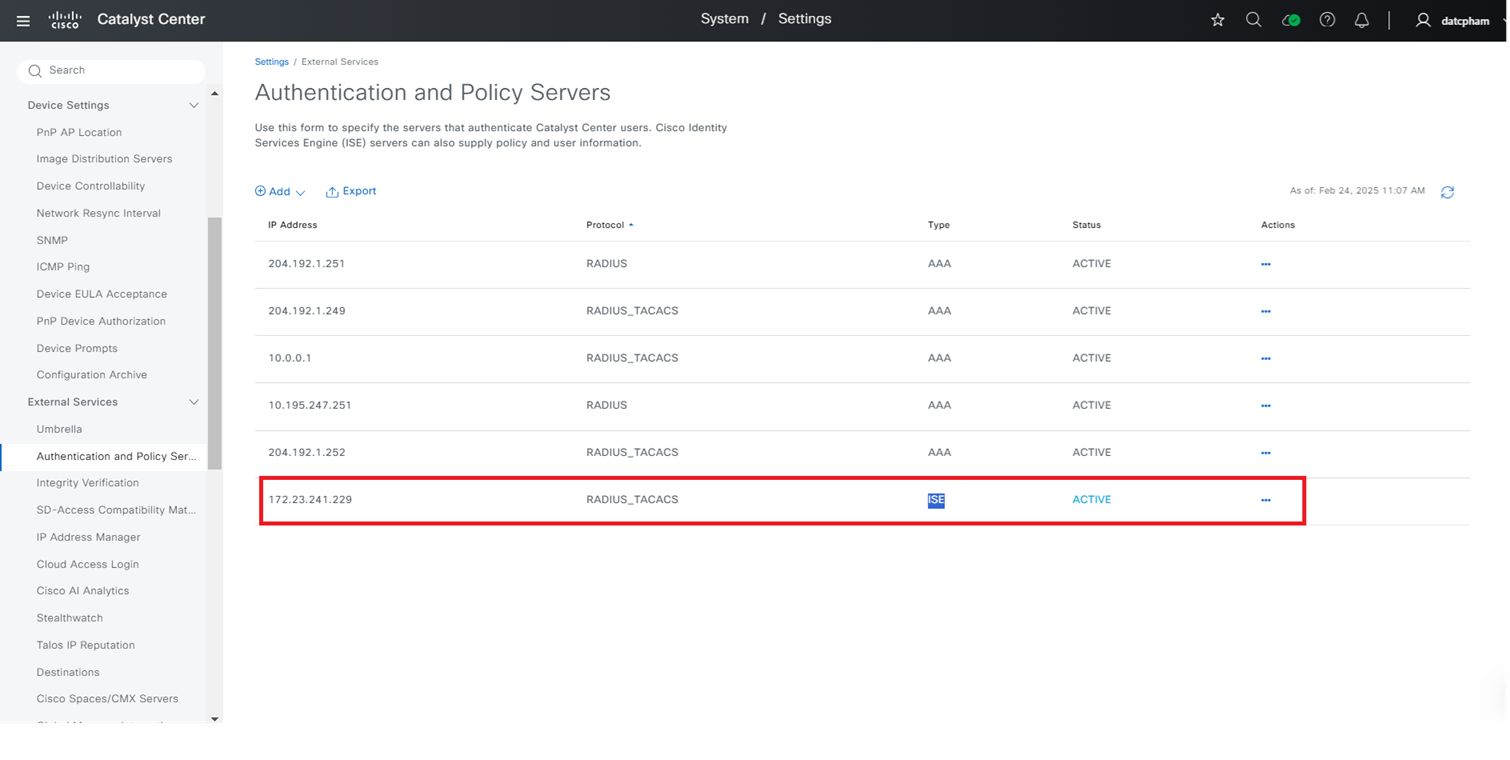 CISCO
Catalyst Center
System / Settings
datcpham
Search
Device Settings
PnP AP Location
Image Distribution Servers
Device Controllability
Network Resync Interval
SNMP
ICMP Ping
Device EULA Acceptance
PnP Device Authorization
Device Prompts
Configuration Archive
External Services
Umbrella
Authentication and Policy Ser...
Integrity Verification
SD-Access Compatibility Mat...
IP Address Manager
Cloud Access Login
Cisco AI Analytics
Stealthwatch
Talos IP Reputation
Destinations
Cisco Spaces/CMX Servers
Settings / External Services
Authentication and Policy Servers
Use this form to specify the servers that authenticate Catalyst Center users. Cisco Identity
Services Engine (ISE) servers can also supply policy and user information.
Add Export As of: Feb 24, 2025 11:07 AM
IP Address Protocol Type Status Actions
204.192.1.251 RADIUS AAA ACTIVE
204.192.1.249 RADIUS_TACACS AAA ACTIVE
10.0.0.1 RADIUS_TACACS AAA ACTIVE
10.195.247.251 RADIUS AAA ACTIVE
204.192.1.252 RADIUS_TACACS AAA ACTIVE
172.23.241.229 RADIUS_TACACS ISE ACTIVE